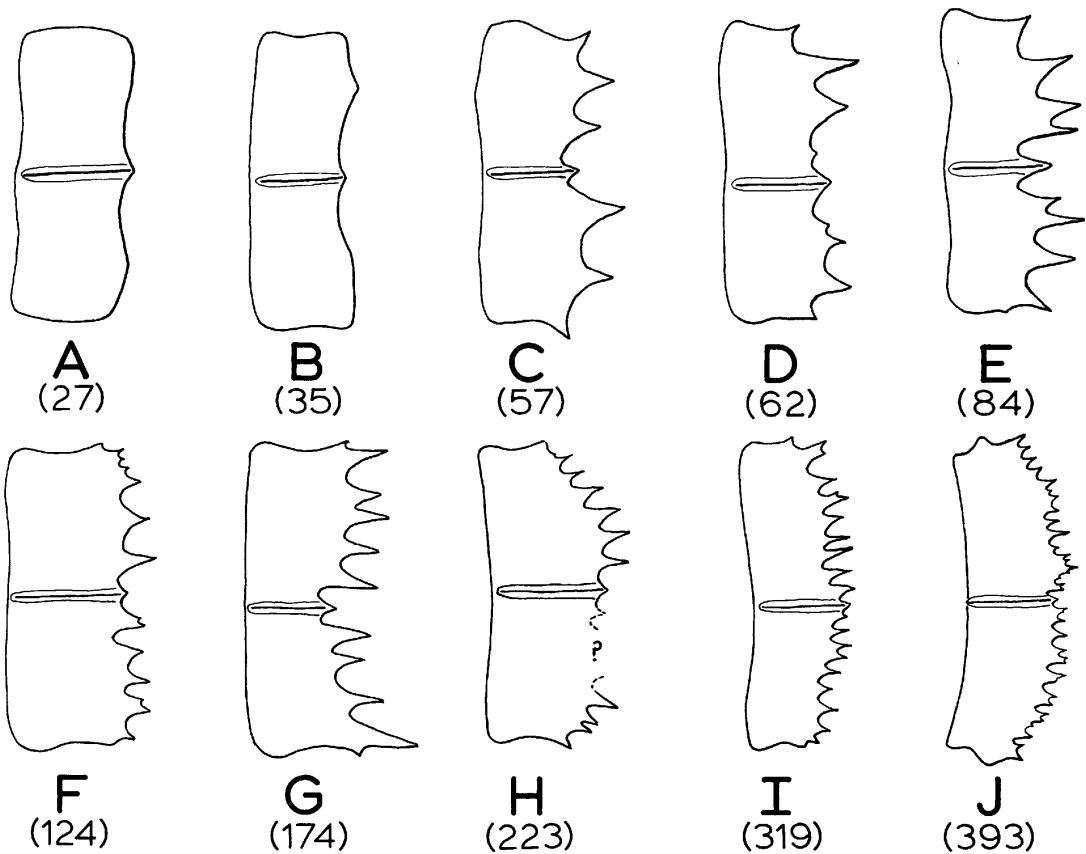 A B C D E
(27) (35) (57) (62) (84)
?
F G H I J
(124) (174) (223) (319) (393)